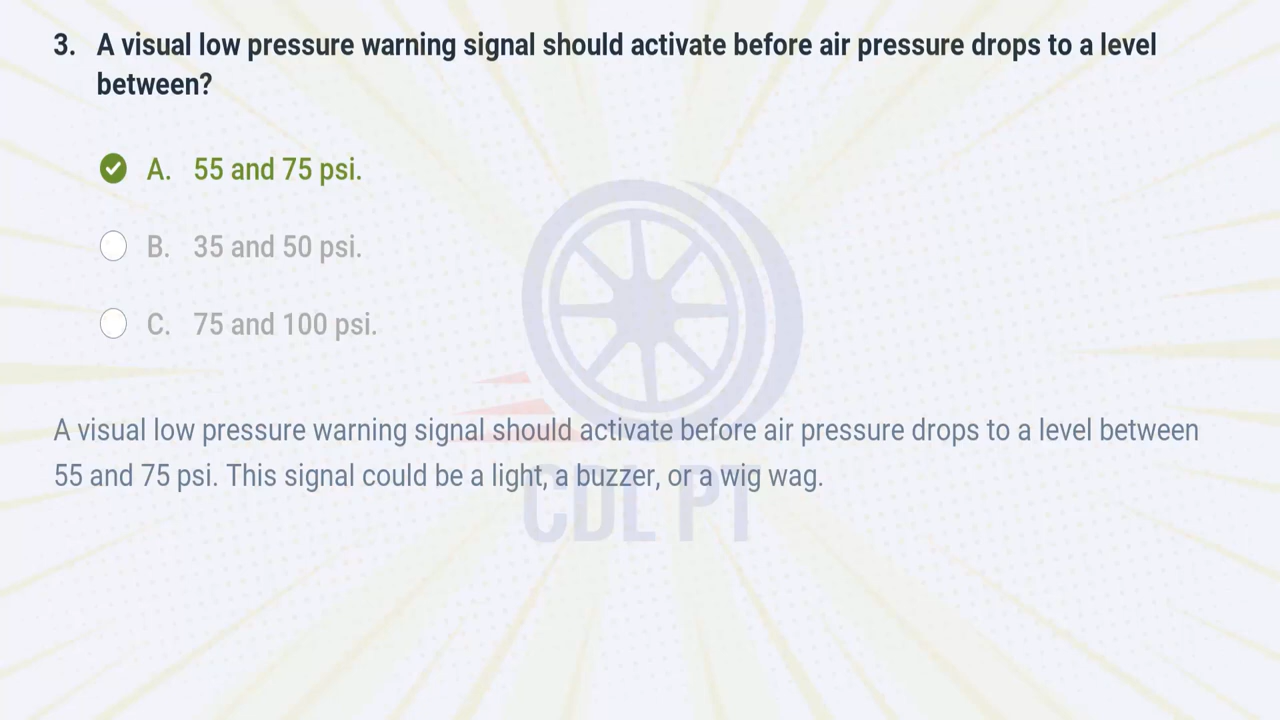 3. A visual low pressure warning signal should activate before air pressure drops to a level
between?
A. 55 and 75 psi.
B. 35 and 50 psi.
C. 75 and 100 psi.
A visual low pressure warning signal should activate before air pressure drops to a level between
55 and 75 psi. This signal could be a light, a buzzer, or a wig wag.
CDL PT